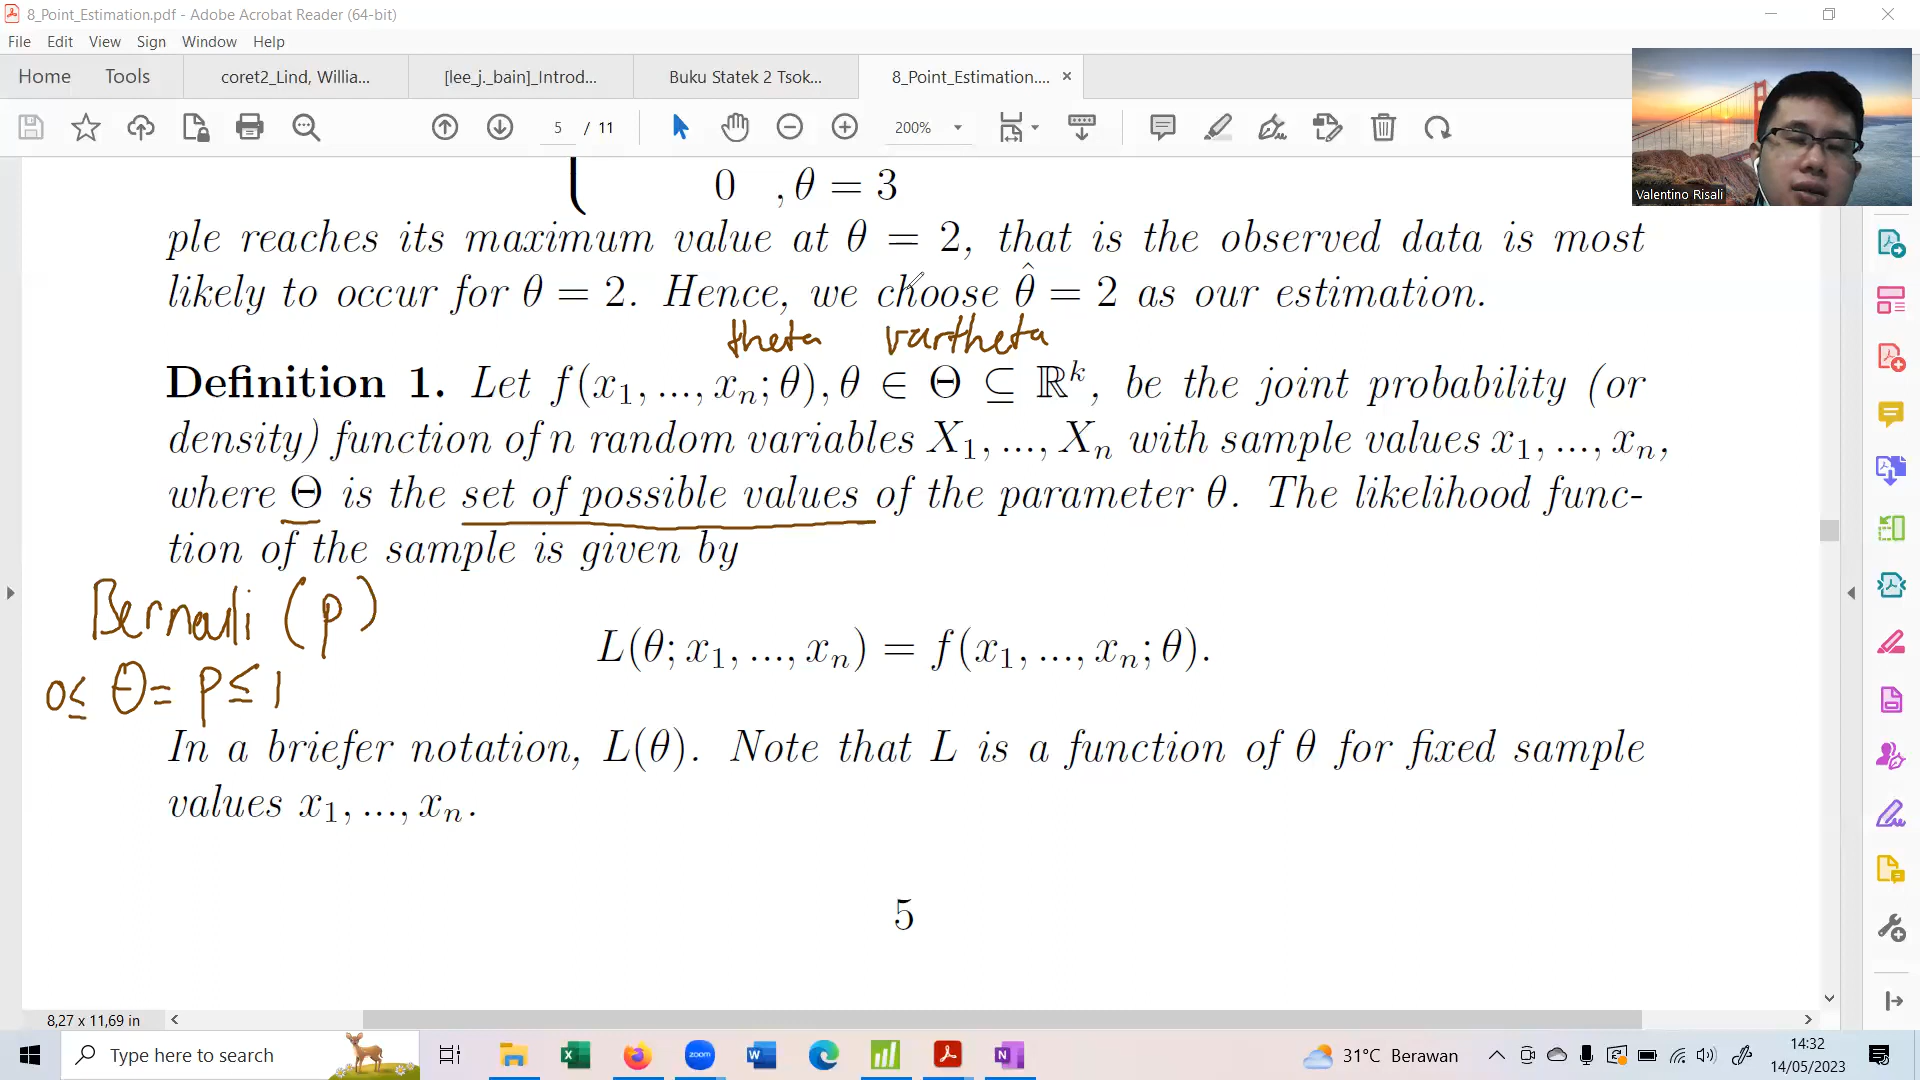 8_Point_Estimation.pdf - Adobe Acrobat Reader (64-bit)
File Edit View Sign Window Help
Home Tools coret2_Lind, Willia... [lee_j._bain]_Introd... Buku Statek 2 Tsok... 8_Point_Estimation.... ×
5 / 11 200%
Valentino Risali
0 , θ = 3
ple reaches its maximum value at θ = 2, that is the observed data is most
likely to occur for θ = 2. Hence, we choose θ̂ = 2 as our estimation.
theta vartheta
Definition 1. Let f(x₁, ..., xₙ; θ), θ ∈ Θ ⊆ ℝᵏ, be the joint probability (or
density) function of n random variables X₁, ..., Xₙ with sample values x₁, ..., xₙ,
where Θ is the set of possible values of the parameter θ. The likelihood func-
tion of the sample is given by
Bernoulli (p)
L(θ; x₁, ..., xₙ) = f(x₁, ..., xₙ; θ).
0≤ θ= p≤ 1
In a briefer notation, L(θ). Note that L is a function of θ for fixed sample
values x₁, ..., xₙ.
5
8,27 x 11,69 in
Type here to search
zoom
31°C Berawan
14:32
14/05/2023